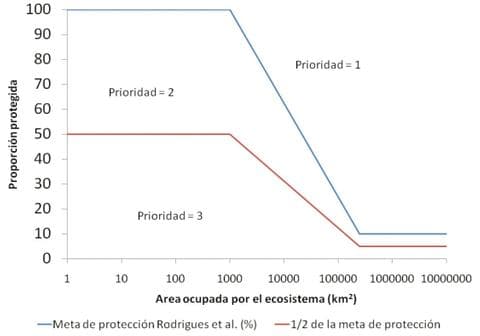 100
90
80
70
60
50
40
30
20
10
0
Proporción protegida
Prioridad = 1
Prioridad = 2
Prioridad = 3
1 10 100 1000 10000 100000 1000000 10000000
Area ocupada por el ecosistema (km²)
Meta de protección Rodrigues et al. (%) 1/2 de la meta de protección